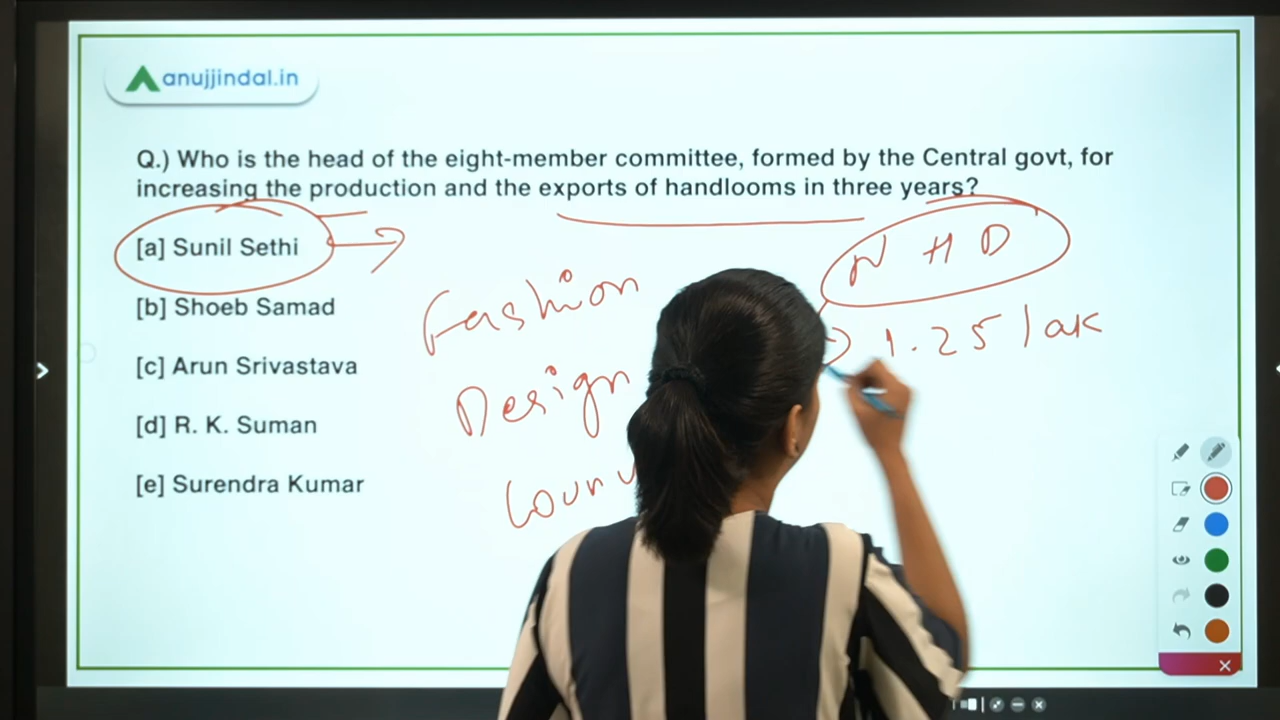 anujjindal.in
Q.) Who is the head of the eight-member committee, formed by the Central govt, for
increasing the production and the exports of handlooms in three years?
[a] Sunil Sethi
[b] Shoeb Samad
[c] Arun Srivastava
[d] R. K. Suman
[e] Surendra Kumar
Fashion
Design
N H D
1.25 lak